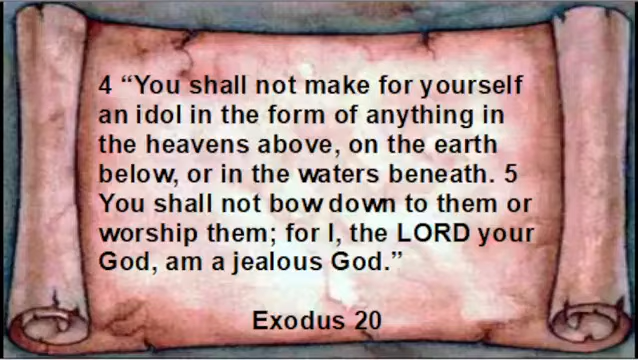 4 “You shall not make for yourself
an idol in the form of anything in
the heavens above, on the earth
below, or in the waters beneath. 5
You shall not bow down to them or
worship them; for I, the LORD your
God, am a jealous God.”
Exodus 20